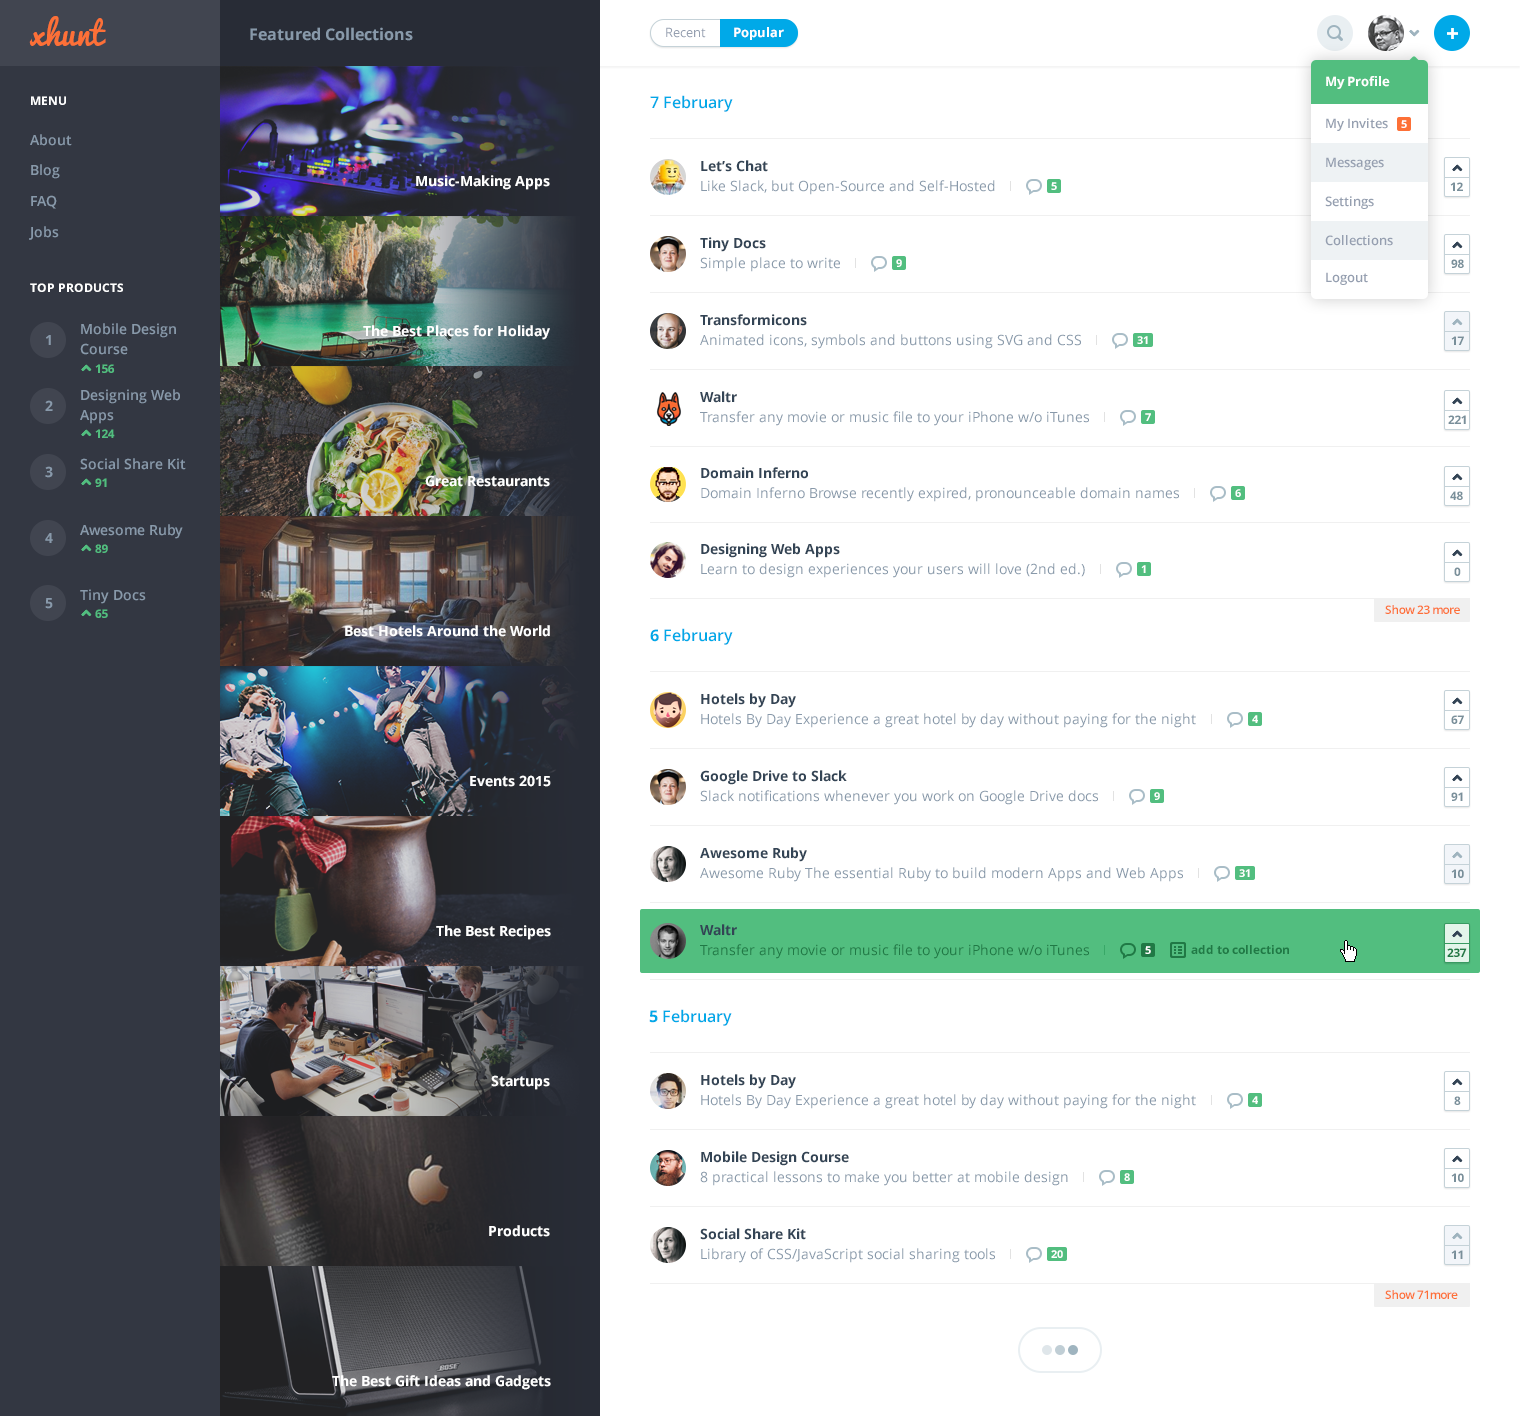 xhunt
MENU
About
Blog
FAQ
Jobs
TOP PRODUCTS
1
Mobile Design
Course
156
2
Designing Web
Apps
124
3
Social Share Kit
91
4
Awesome Ruby
89
5
Tiny Docs
65
Featured Collections
Music-Making Apps
The Best Places for Holiday
Great Restaurants
Best Hotels Around the World
Events 2015
The Best Recipes
Startups
Products
BOSE
The Best Gift Ideas and Gadgets
Recent
Popular
+
My Profile
My Invites 5
Messages
Settings
Collections
Logout
7 February
Let’s Chat
Like Slack, but Open-Source and Self-Hosted
5
12
Tiny Docs
Simple place to write
9
98
Transformicons
Animated icons, symbols and buttons using SVG and CSS
31
17
Waltr
Transfer any movie or music file to your iPhone w/o iTunes
7
221
Domain Inferno
Domain Inferno Browse recently expired, pronounceable domain names
6
48
Designing Web Apps
Learn to design experiences your users will love (2nd ed.)
1
0
Show 23 more
6 February
Hotels by Day
Hotels By Day Experience a great hotel by day without paying for the night
4
67
Google Drive to Slack
Slack notifications whenever you work on Google Drive docs
9
91
Awesome Ruby
Awesome Ruby The essential Ruby to build modern Apps and Web Apps
31
10
Waltr
Transfer any movie or music file to your iPhone w/o iTunes
5
add to collection
237
5 February
Hotels by Day
Hotels By Day Experience a great hotel by day without paying for the night
4
8
Mobile Design Course
8 practical lessons to make you better at mobile design
8
10
Social Share Kit
Library of CSS/JavaScript social sharing tools
20
11
Show 71more